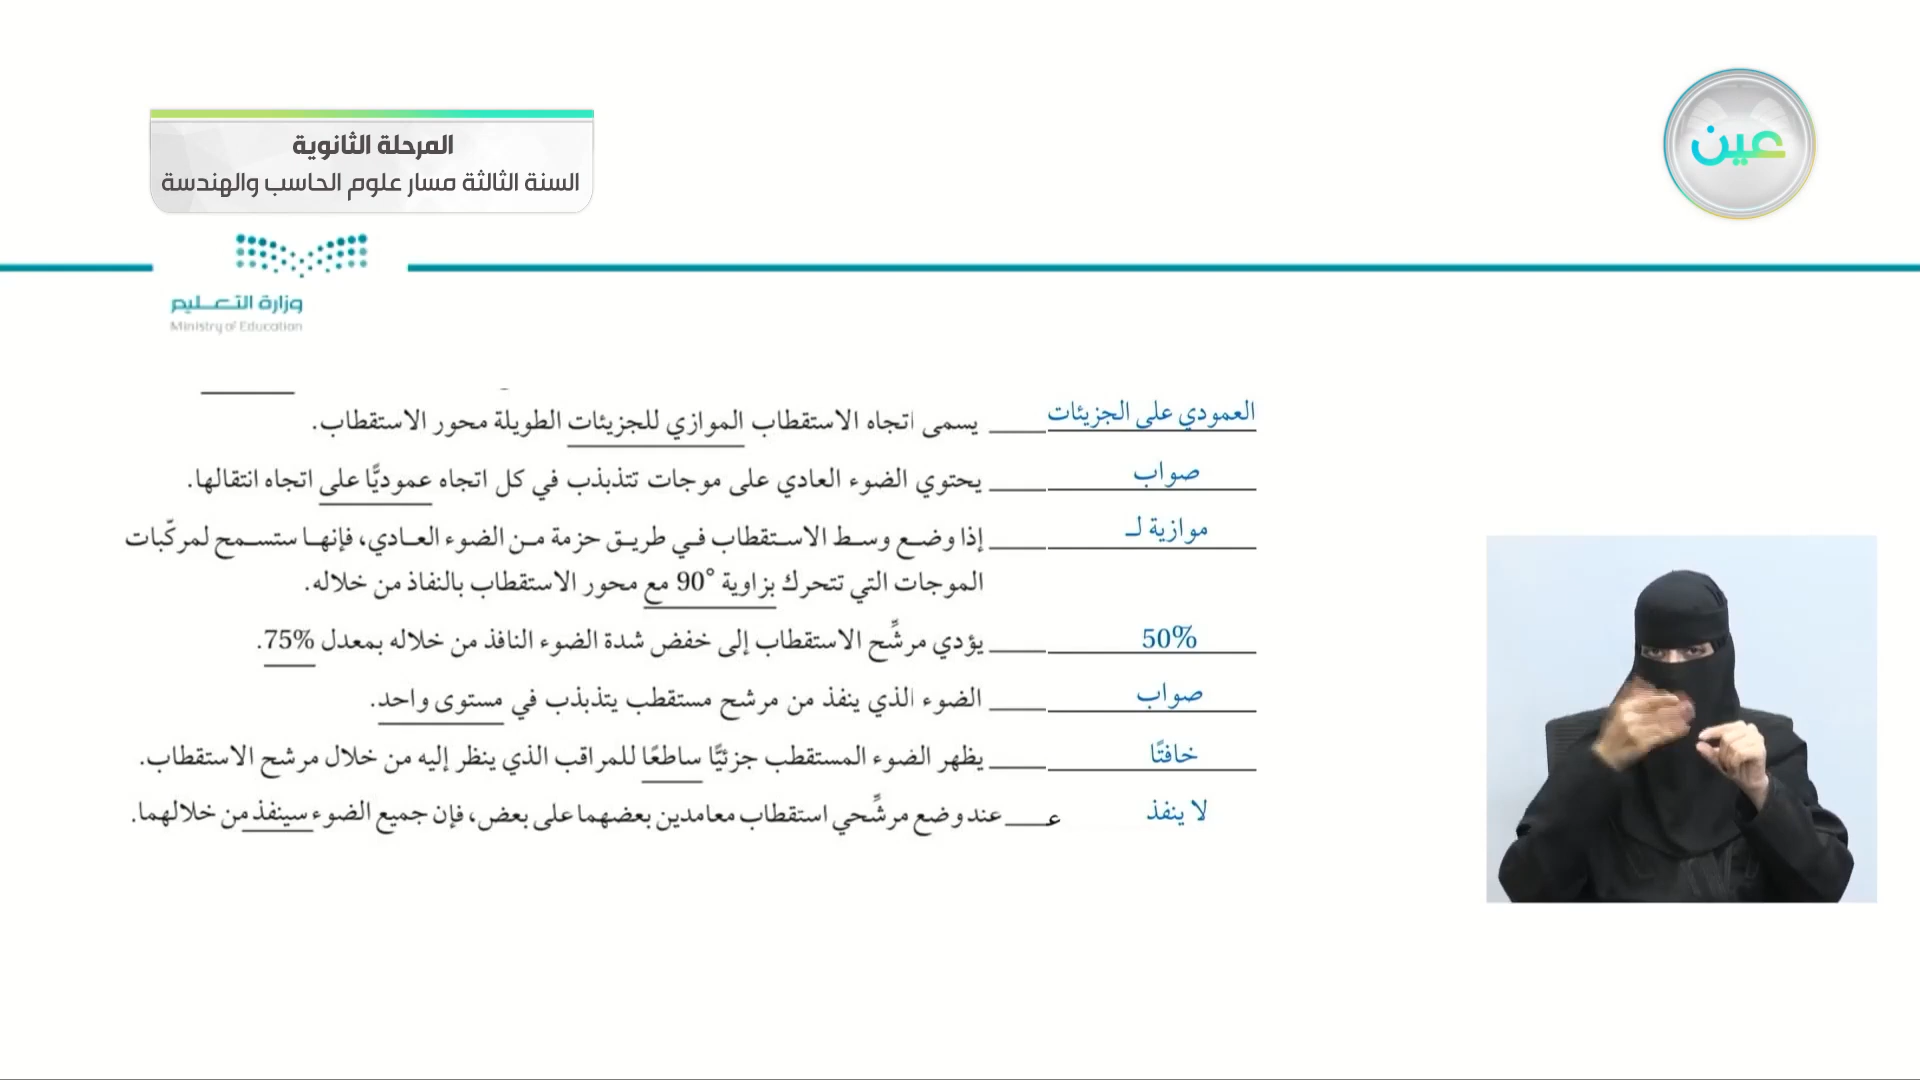 المرحلة الثانوية
السنة الثالثة مسار علوم الحاسب والهندسة
عين
وزارة التعليم
Ministry of Education
العمودي على الجزيئات يسمى اتجاه الاستقطاب الموازي للجزيئات الطويلة محور الاستقطاب.
صواب يحتوي الضوء العادي على موجات تتذبذب في كل اتجاه عموديًّا على اتجاه انتقالها.
موازية لـ إذا وضع وسط الاستقطاب في طريق حزمة من الضوء العادي، فإنها ستسمح لمركّبات
الموجات التي تتحرك بزاوية 90° مع محور الاستقطاب بالنفاذ من خلاله.
50% يؤدي مرشِّح الاستقطاب إلى خفض شدة الضوء النافذ من خلاله بمعدل 75%.
صواب الضوء الذي ينفذ من مرشح مستقطب يتذبذب في مستوى واحد.
خافتًا يظهر الضوء المستقطب جزئيًّا ساطعًا للمراقب الذي ينظر إليه من خلال مرشح الاستقطاب.
لا ينفذ ع عند وضع مرشِّحي استقطاب معامدين بعضهما على بعض، فإن جميع الضوء سينفذ من خلالهما.